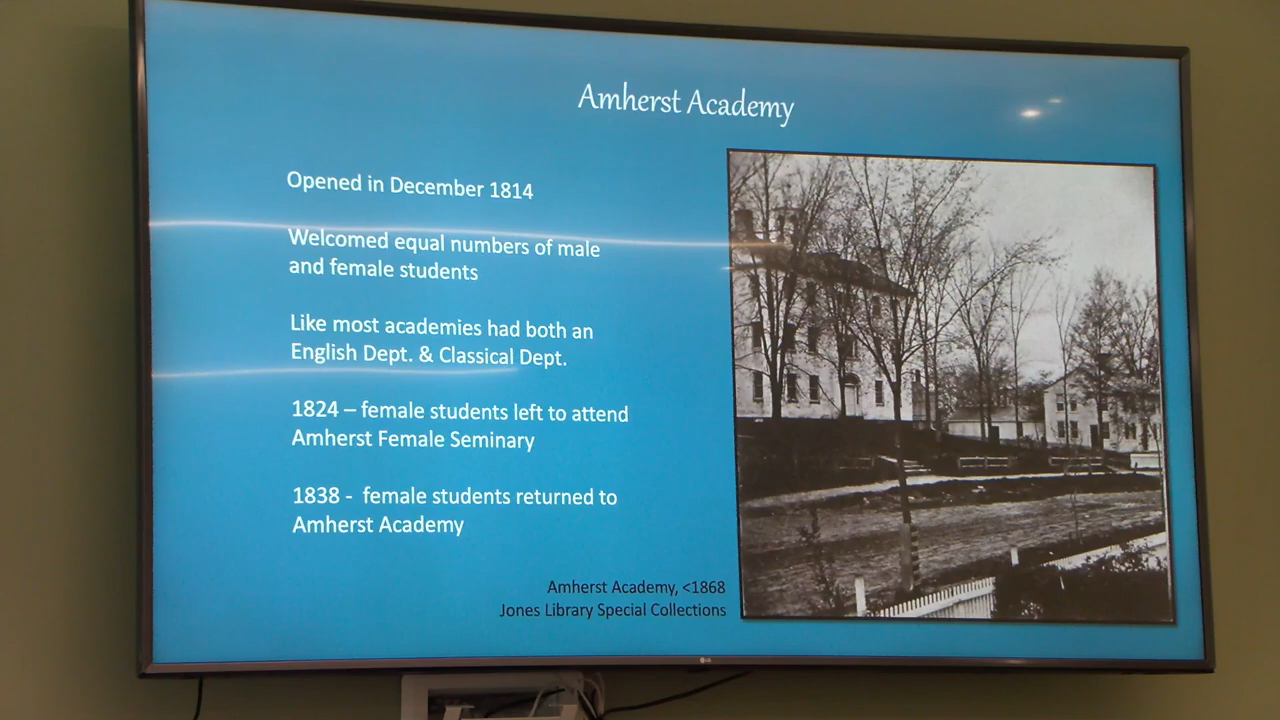 Amherst Academy
Opened in December 1814
Welcomed equal numbers of male
and female students
Like most academies had both an
English Dept. & Classical Dept.
1824 – female students left to attend
Amherst Female Seminary
1838 - female students returned to
Amherst Academy
Amherst Academy, <1868
Jones Library Special Collections
LG